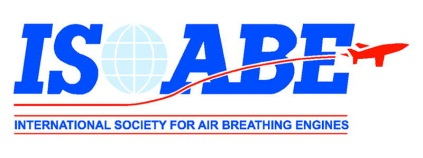 ISOABE
INTERNATIONAL SOCIETY FOR AIR BREATHING ENGINES